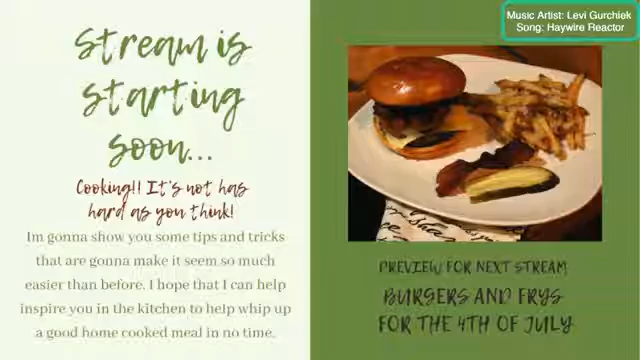 Music Artist: Levi Gurchiek
Song: Haywire Reactor
Stream is
starting
soon...
Cooking!! It's not has
hard as you think!
Im gonna show you some tips and tricks
that are gonna make it seem so much
easier than before. I hope that I can help
inspire you in the kitchen to help whip up
a good home cooked meal in no time.
PREVIEW FOR NEXT STREAM
BURGERS AND FRYS
FOR THE 4TH OF JULY